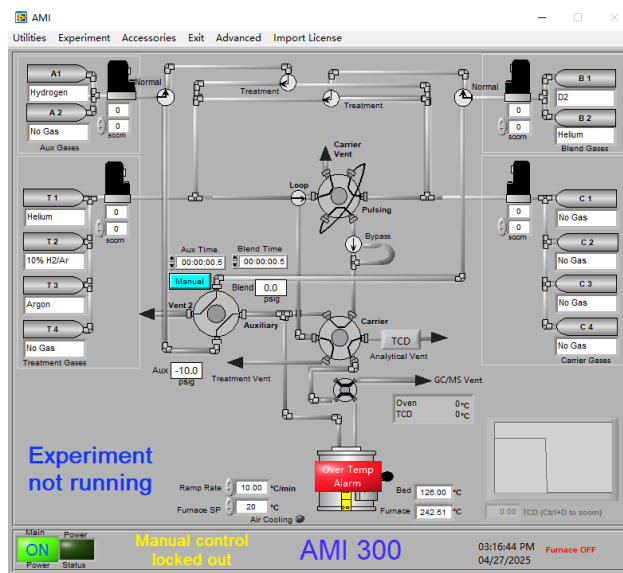 AMI
Utilities Experiment Accessories Exit Advanced Import License
A1
Hydrogen
A 2
No Gas
Aux Gases
0
0
sccm
Normal
Treatment
Treatment
Normal
0
0
sccm
B 1
D2
B 2
Helium
Blend Gases
Carrier
Vent
T 1
Helium
T 2
10% H2/Ar
T 3
Argon
T 4
No Gas
Treatment Gases
0
0
sccm
Loop
Pulsing
Bypass
0
0
sccm
C 1
No Gas
C 2
No Gas
C 3
No Gas
C 4
No Gas
Carrier Gases
Aux Time Blend Time
00:00:00.5 00:00:00.5
Manual
Blend 0.0
psig
Vent 2
Auxiliary
Carrier
TCD
Analytical Vent
Aux -10.0
psig
Treatment Vent
GC/MS Vent
Oven 0°C
TCD 0°C
Experiment
not running
Over Temp
Alarm
Ramp Rate 10.00 °C/min
Furnace SP 20 °C
Air Cooling
Bed 126.00 °C
Furnace 242.51 °C
0.00 TCD (Ctrl+D to zoom)
Main Power
ON
Power Status
Manual control
locked out
AMI 300
03:16:44 PM
04/27/2025
Furnace OFF